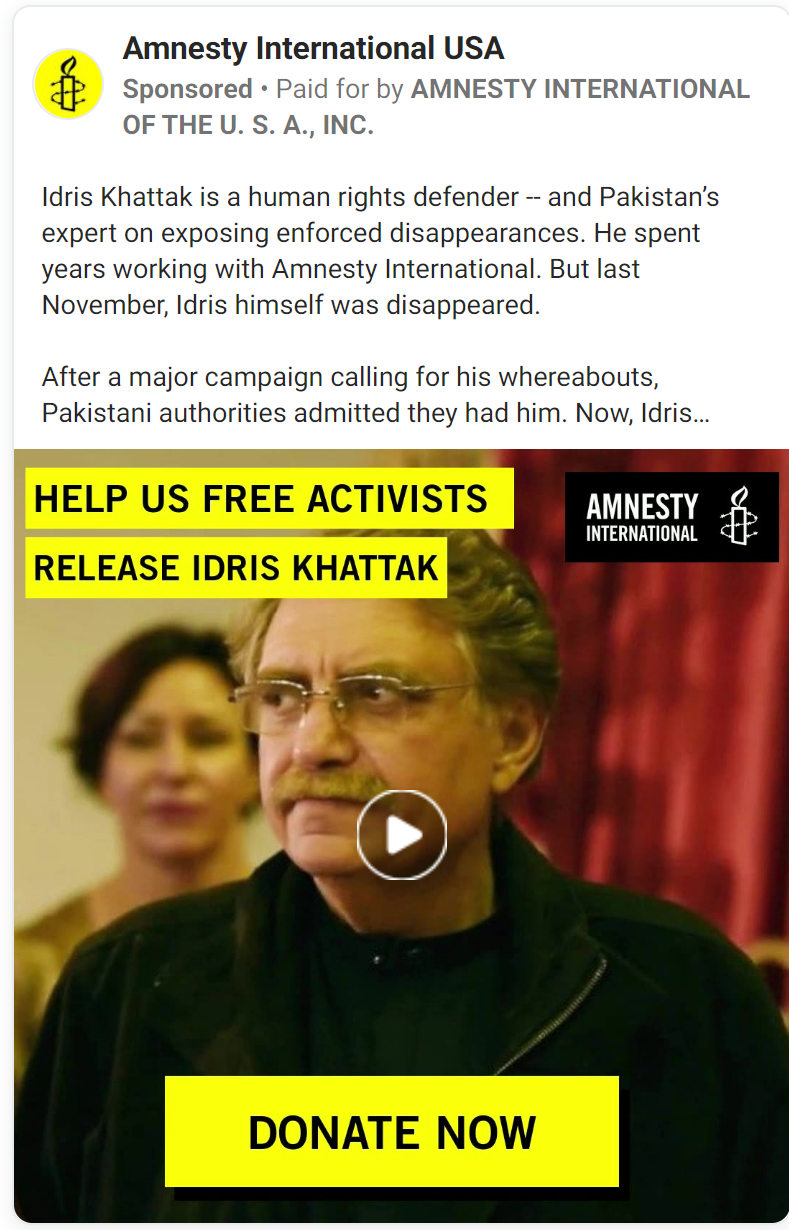 Amnesty International USA
Sponsored • Paid for by AMNESTY INTERNATIONAL
OF THE U. S. A., INC.
Idris Khattak is a human rights defender -- and Pakistan’s
expert on exposing enforced disappearances. He spent
years working with Amnesty International. But last
November, Idris himself was disappeared.
After a major campaign calling for his whereabouts,
Pakistani authorities admitted they had him. Now, Idris...
HELP US FREE ACTIVISTS
RELEASE IDRIS KHATTAK
AMNESTY
INTERNATIONAL
DONATE NOW